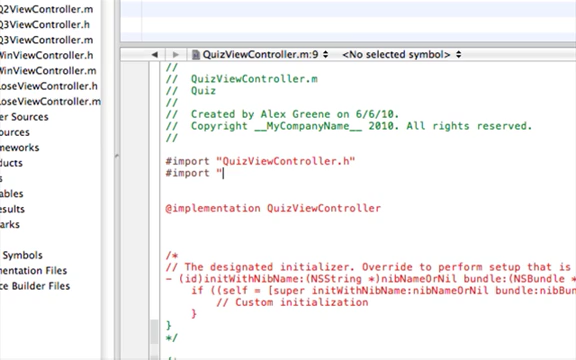 Q2ViewController.m
Q3ViewController.h
Q3ViewController.m
WinViewController.h
WinViewController.m
LoseViewController.h
LoseViewController.m
er Sources
ources
meworks
ducts
s
ables
esults
arks
Symbols
mentation Files
ce Builder Files
QuizViewController.m:9 <No selected symbol>
//
// QuizViewController.m
// Quiz
//
// Created by Alex Greene on 6/6/10.
// Copyright __MyCompanyName__ 2010. All rights reserved.
//
#import "QuizViewController.h"
#import "
@implementation QuizViewController
/*
// The designated initializer. Override to perform setup that is
- (id)initWithNibName:(NSString *)nibNameOrNil bundle:(NSBundle *
if ((self = [super initWithNibName:nibNameOrNil bundle:nibBun
// Custom initialization
}
}
*/
/*